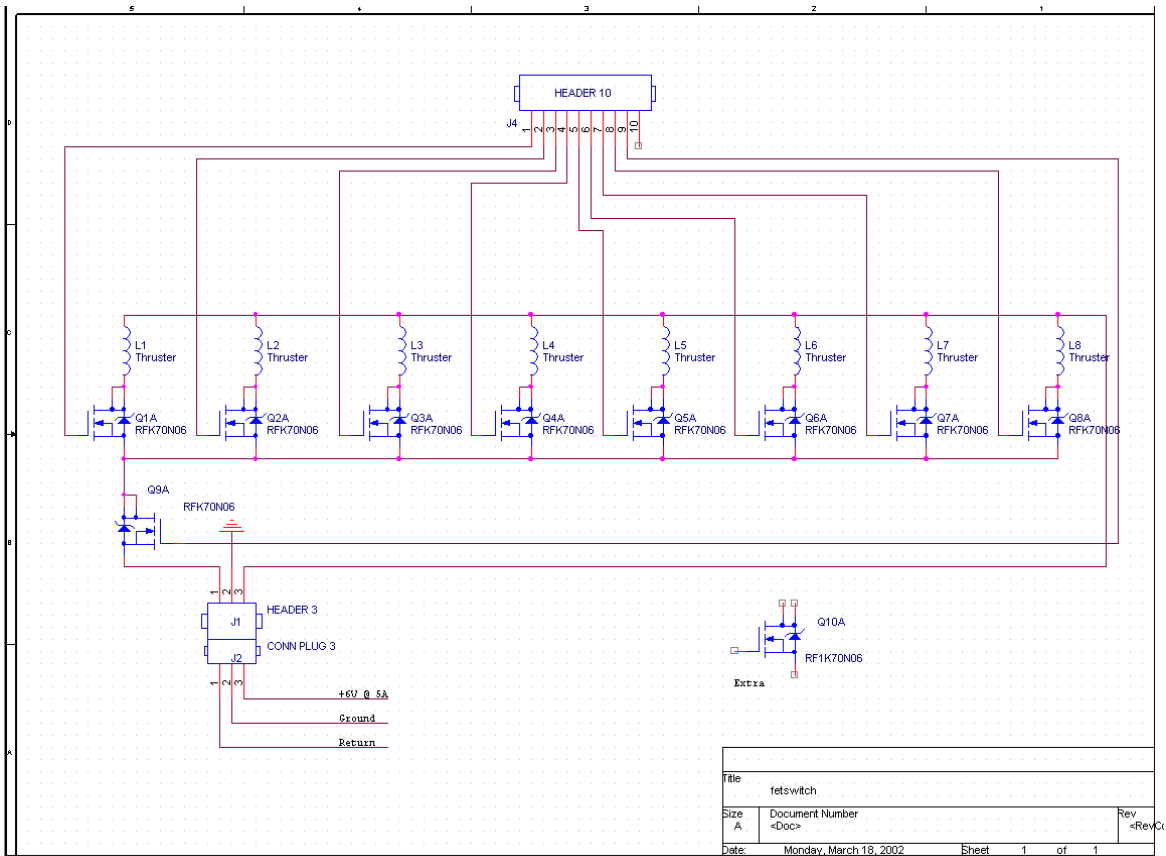 5 4 3 2 1
HEADER 10
D
J4
1 2 3 4 5 6 7 8 9 10
C
L1
Thruster
L2
Thruster
L3
Thruster
L4
Thruster
L5
Thruster
L6
Thruster
L7
Thruster
L8
Thruster
Q1A
RFK70N06
Q2A
RFK70N06
Q3A
RFK70N06
Q4A
RFK70N06
Q5A
RFK70N06
Q6A
RFK70N06
Q7A
RFK70N06
Q8A
RFK70N06
Q9A
RFK70N06
B
1 2 3
HEADER 3
J1
CONN PLUG 3
J2
1 2 3
+6V @ 5A
Ground
Return
Q10A
RF1K70N06
Extra
A
Title
fetswitch
Size
A
Document Number
<Doc>
Rev
<RevCo
Date: Monday, March 18, 2002 Sheet 1 of 1